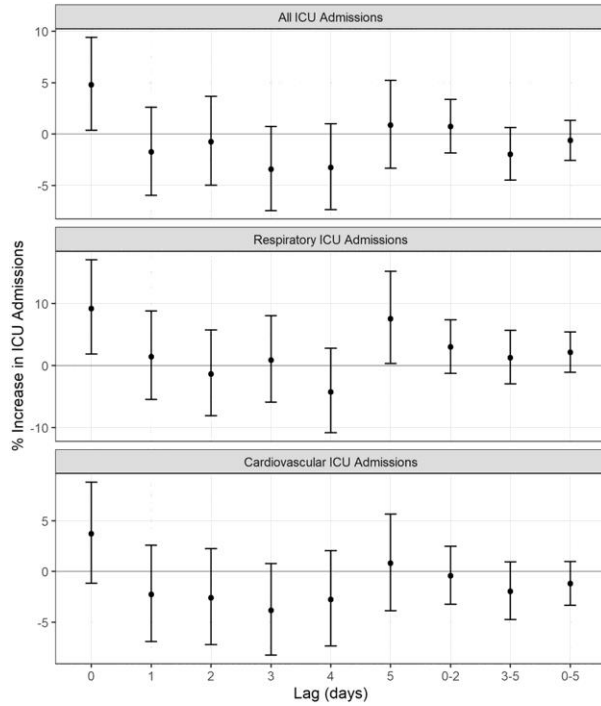 All ICU Admissions
10
5
0
-5
Respiratory ICU Admissions
10
0
-10
Cardiovascular ICU Admissions
5
0
-5
0 1 2 3 4 5 0-2 3-5 0-5
Lag (days)
% Increase in ICU Admissions